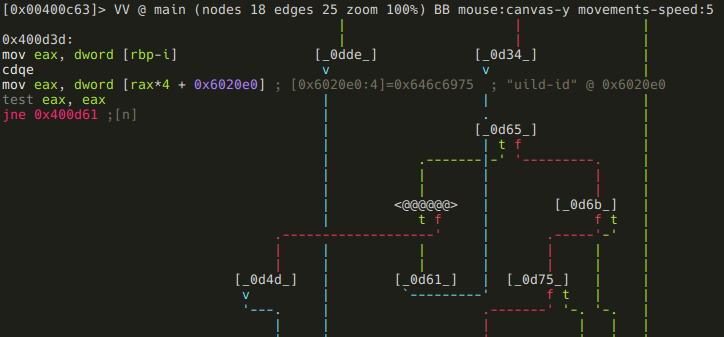 [0x00400c63]> VV @ main (nodes 18 edges 25 zoom 100%) BB mouse:canvas-y movements-speed:5
0x400d3d:
mov eax, dword [rbp-i] [_0dde_] [_0d34_]
cdqe v v
mov eax, dword [rax*4 + 0x6020e0] ; [0x6020e0:4]=0x646c6975 ; "uild-id" @ 0x6020e0
test eax, eax
jne 0x400d61 ;[n]
[_0d65_]
t f
<@@@@@@> [_0d6b_]
t f f t
[_0d4d_] [_0d61_] [_0d75_]
v f t